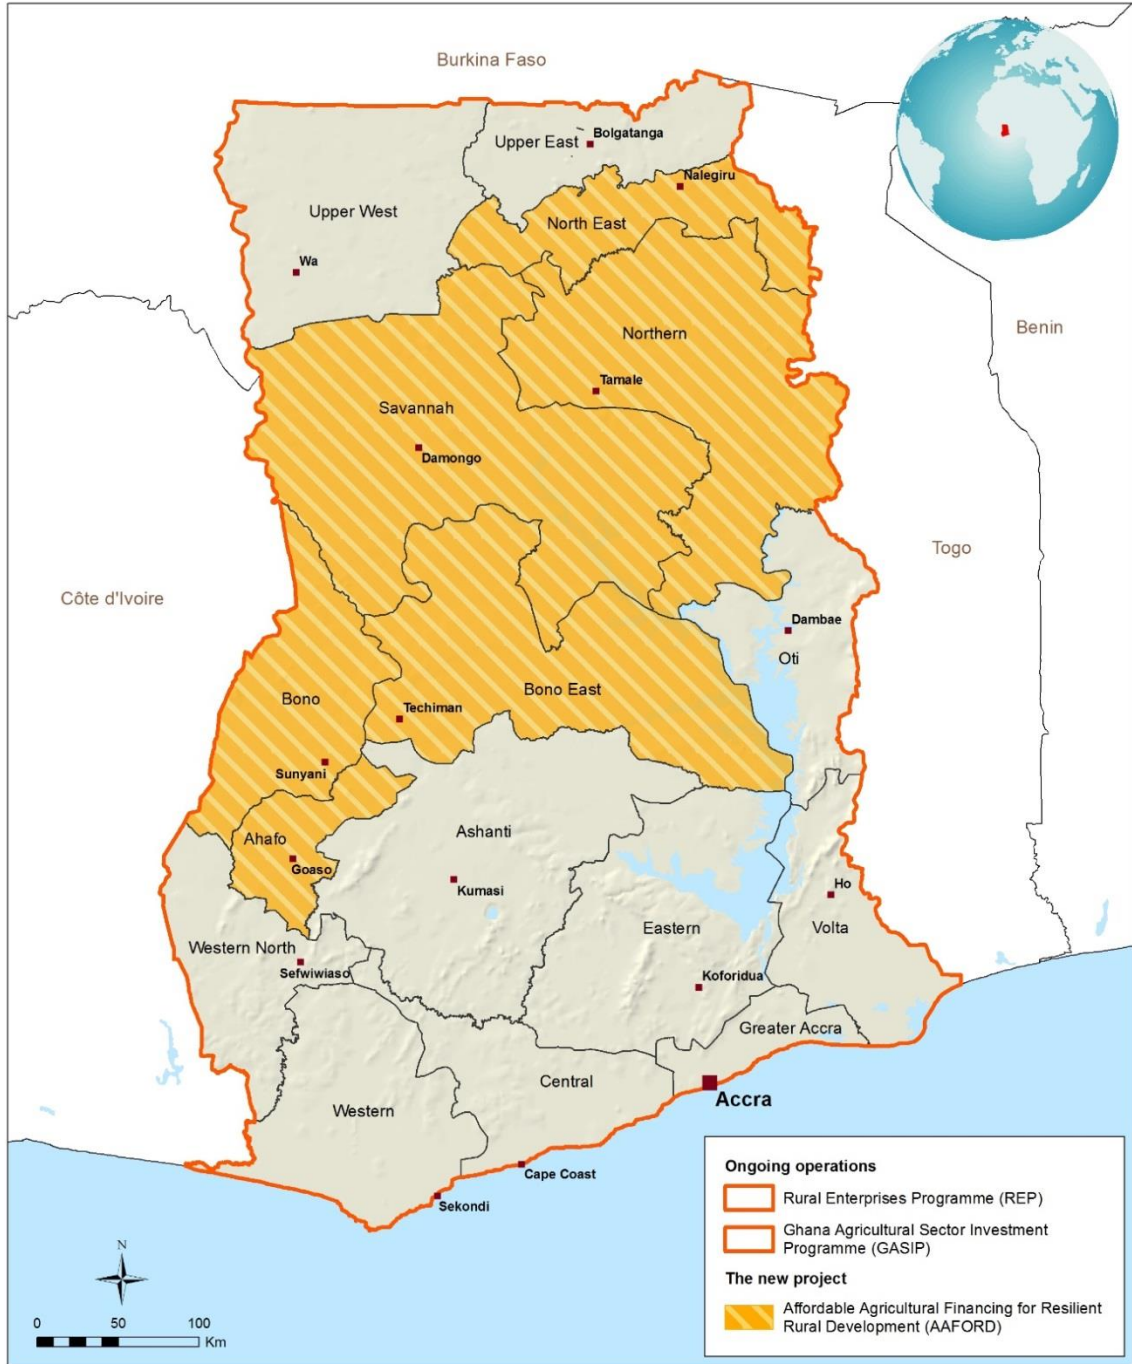 Burkina Faso
Upper East
Bolgatanga
Nalegiru
Upper West
North East
Wa
Northern
Benin
Tamale
Savannah
Damongo
Togo
Côte d'Ivoire
Dambae
Oti
Bono
Bono East
Techiman
Sunyani
Ahafo
Goaso
Ashanti
Kumasi
Ho
Volta
Eastern
Western North
Sefwiwiaso
Koforidua
Greater Accra
Central
Accra
Western
Cape Coast
Sekondi
Ongoing operations
Rural Enterprises Programme (REP)
Ghana Agricultural Sector Investment
Programme (GASIP)
The new project
Affordable Agricultural Financing for Resilient
Rural Development (AAFORD)
N
0 50 100
Km